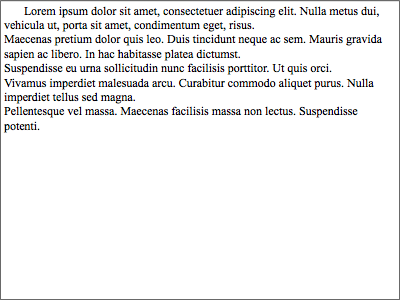 Lorem ipsum dolor sit amet, consectetuer adipiscing elit. Nulla metus dui,
vehicula ut, porta sit amet, condimentum eget, risus.
Maecenas pretium dolor quis leo. Duis tincidunt neque ac sem. Mauris gravida
sapien ac libero. In hac habitasse platea dictumst.
Suspendisse eu urna sollicitudin nunc facilisis porttitor. Ut quis orci.
Vivamus imperdiet malesuada arcu. Curabitur commodo aliquet purus. Nulla
imperdiet tellus sed magna.
Pellentesque vel massa. Maecenas facilisis massa non lectus. Suspendisse
potenti.